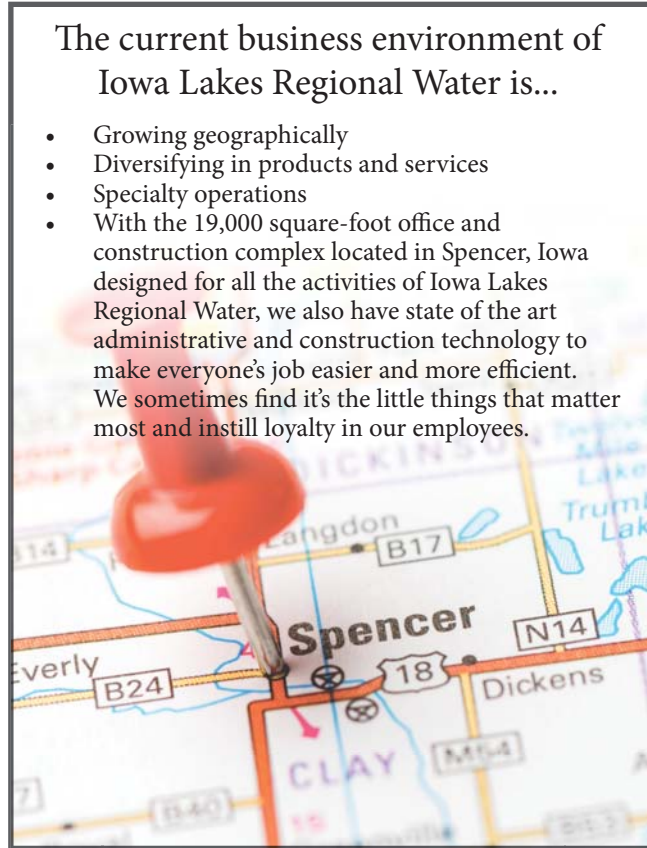 The current business environment of
Iowa Lakes Regional Water is...
• Growing geographically
• Diversifying in products and services
• Specialty operations
• With the 19,000 square-foot office and
construction complex located in Spencer, Iowa
designed for all the activities of Iowa Lakes
Regional Water, we also have state of the art
administrative and construction technology to
make everyone's job easier and more efficient.
We sometimes find it's the little things that matter
most and instill loyalty in our employees.
DICKINSON
Langdon
B17
Spencer
N14
Everly
B24
18
Dickens
CLAY
M54
B40